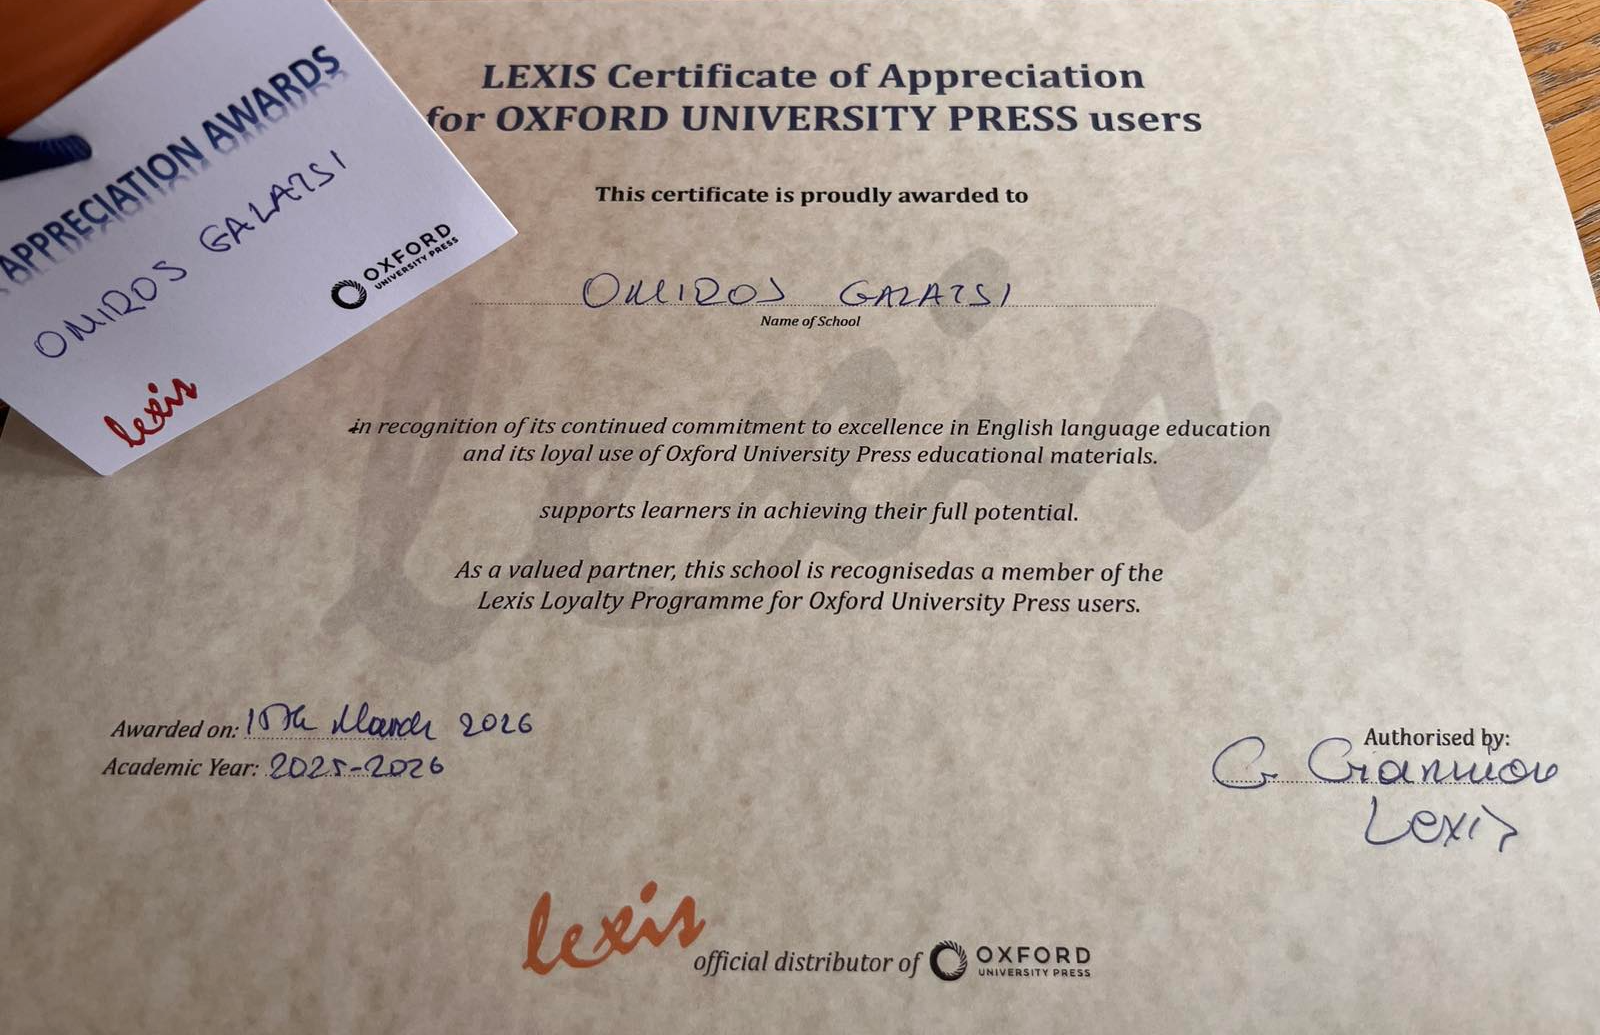 APPRECIATION AWARDS
OMIROS GALATSI
OXFORD
UNIVERSITY PRESS
lexis
LEXIS Certificate of Appreciation
for OXFORD UNIVERSITY PRESS users
This certificate is proudly awarded to
OMIROS GALATSI
Name of School
lexis
in recognition of its continued commitment to excellence in English language education
and its loyal use of Oxford University Press educational materials.
supports learners in achieving their full potential.
As a valued partner, this school is recognisedas a member of the
Lexis Loyalty Programme for Oxford University Press users.
Awarded on: 15th March 2026
Academic Year: 2025-2026
Authorised by:
Lexis
lexis
official distributor of OXFORD
UNIVERSITY PRESS